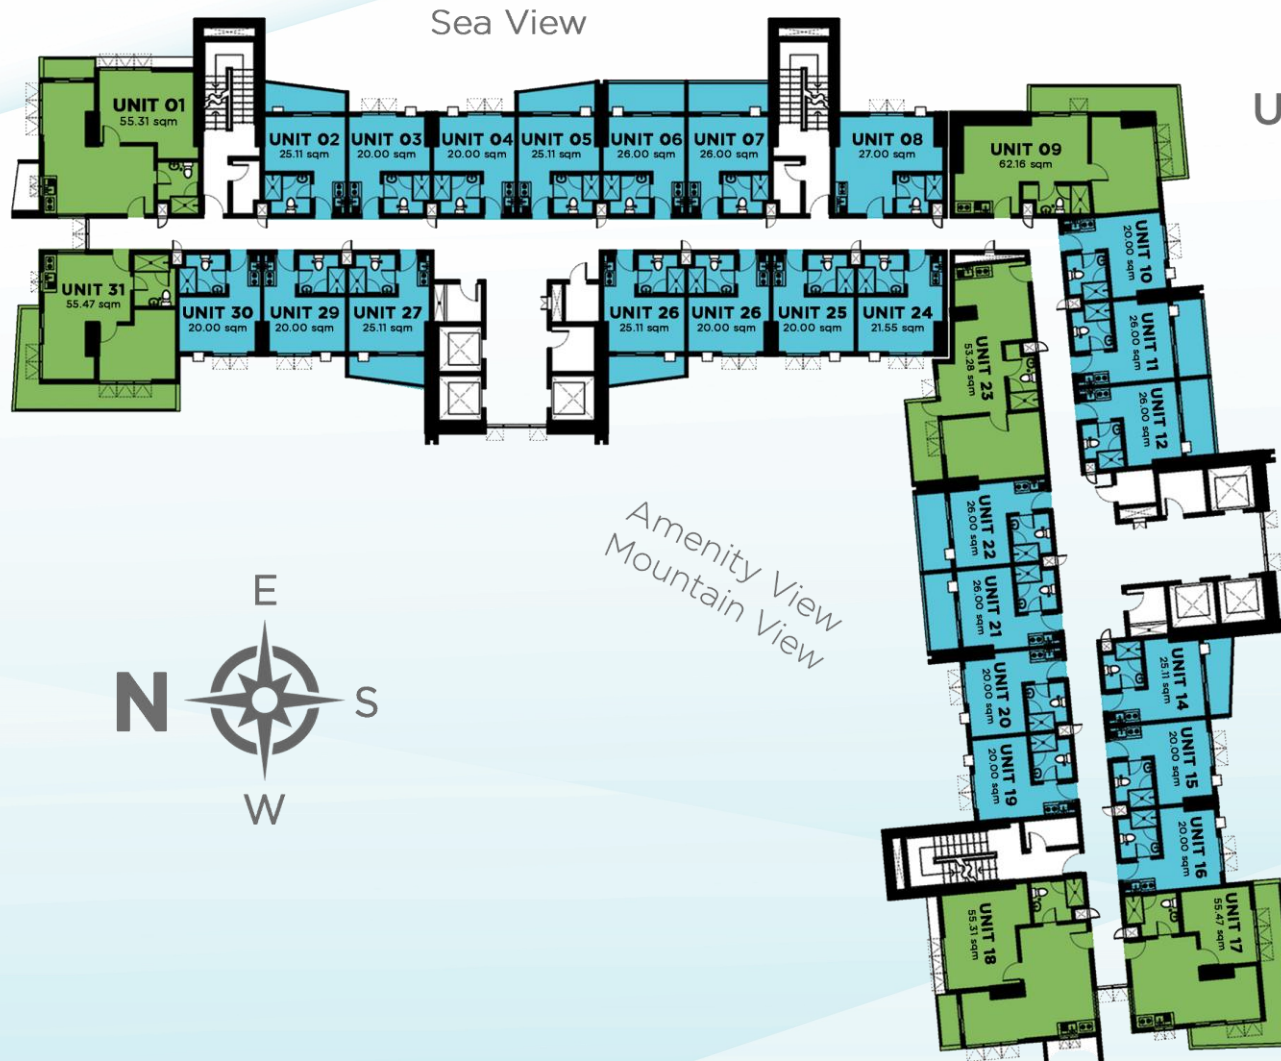 Sea View
U
UNIT 01
55.31 sqm
UNIT 02
25.11 sqm
UNIT 03
20.00 sqm
UNIT 04
20.00 sqm
UNIT 05
25.11 sqm
UNIT 06
26.00 sqm
UNIT 07
26.00 sqm
UNIT 08
27.00 sqm
UNIT 09
62.16 sqm
UNIT 10
20.00 sqm
UNIT 11
26.00 sqm
UNIT 12
26.00 sqm
UNIT 31
55.47 sqm
UNIT 30
20.00 sqm
UNIT 29
20.00 sqm
UNIT 27
25.11 sqm
UNIT 26
25.11 sqm
UNIT 26
20.00 sqm
UNIT 25
20.00 sqm
UNIT 24
21.55 sqm
UNIT 23
53.28 sqm
UNIT 22
26.00 sqm
UNIT 21
26.00 sqm
UNIT 20
20.00 sqm
UNIT 19
20.00 sqm
UNIT 14
25.11 sqm
UNIT 15
20.00 sqm
UNIT 16
20.00 sqm
UNIT 18
55.31 sqm
UNIT 17
55.47 sqm
Amenity View
Mountain View
E
N
S
W